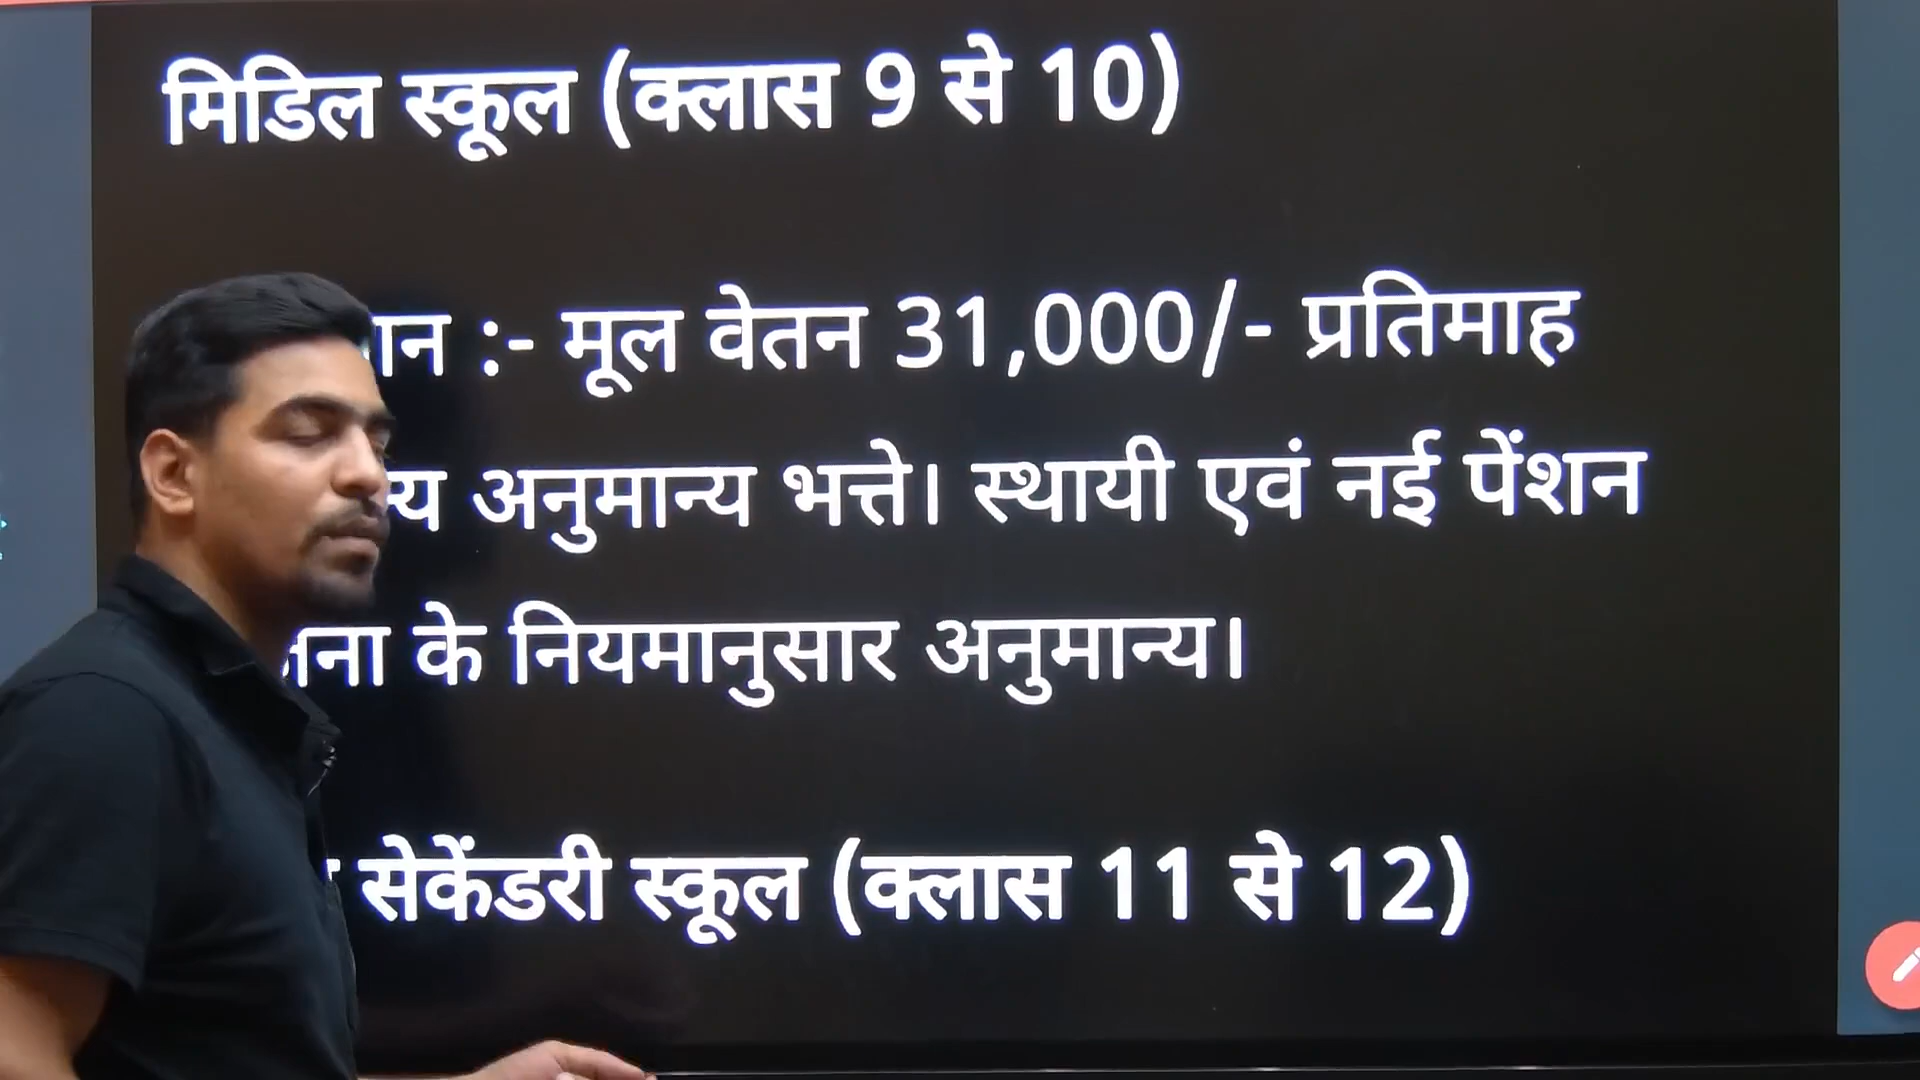 मिडिल स्कूल (क्लास 9 से 10)
:- मूल वेतन 31,000/- प्रतिमाह
अनुमान्य भत्ते। स्थायी एवं नई पेंशन
के नियमानुसार अनुमान्य।
सेकेंडरी स्कूल (क्लास 11 से 12)